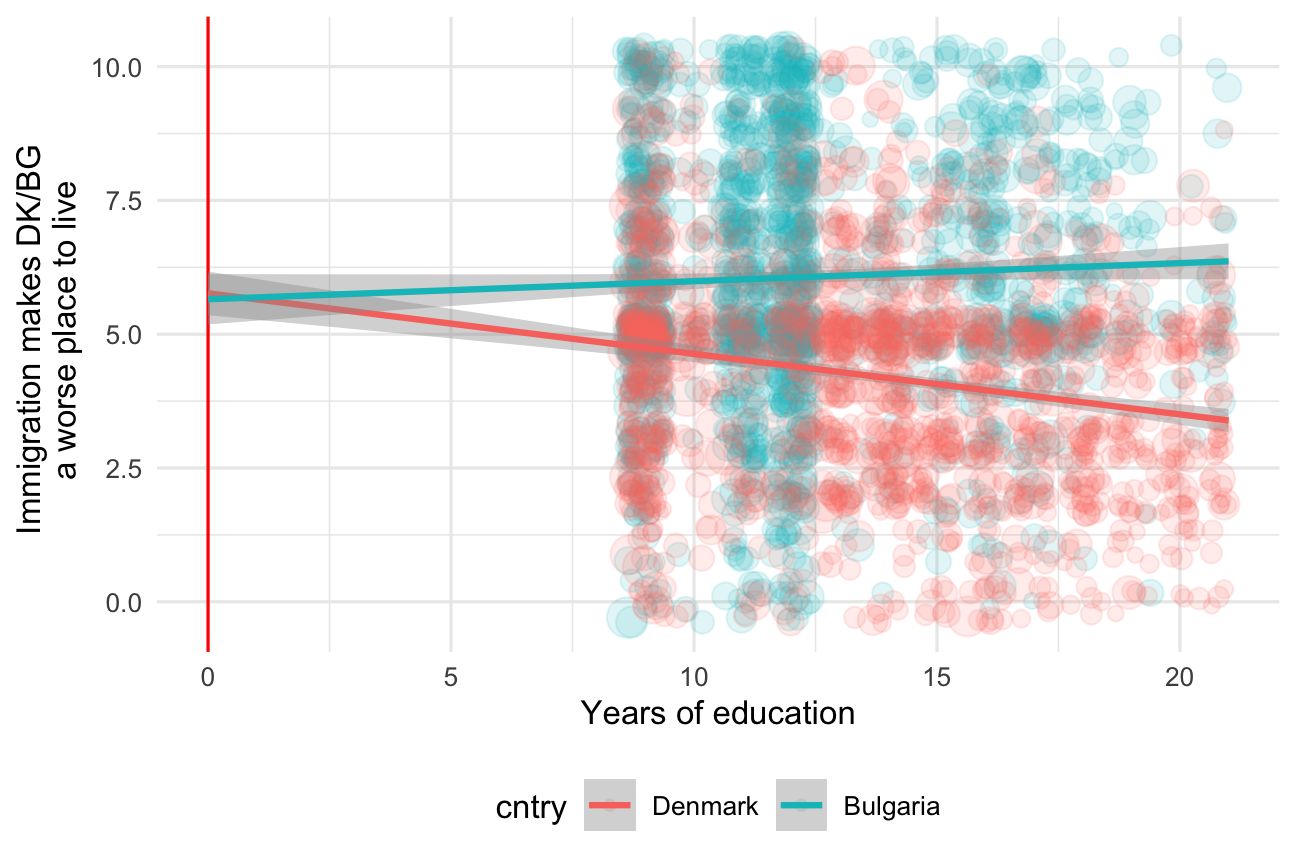 Immigration makes DK/BG
a worse place to live
10.0
7.5
5.0
2.5
0.0
0 5 10 15 20
Years of education
cntry Denmark Bulgaria